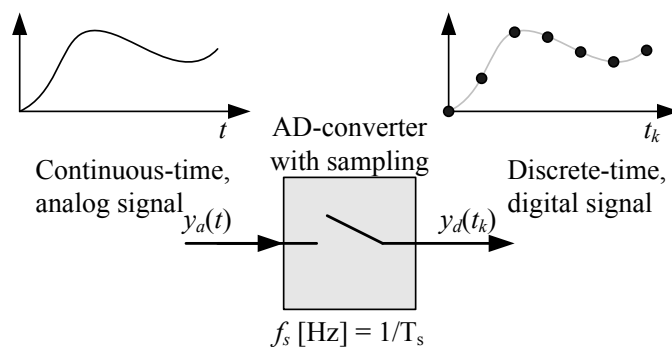 t
AD-converter
with sampling
t_k
Continuous-time,
analog signal
Discrete-time,
digital signal
y_a(t)
y_d(t_k)
f_s [Hz] = 1/T_s